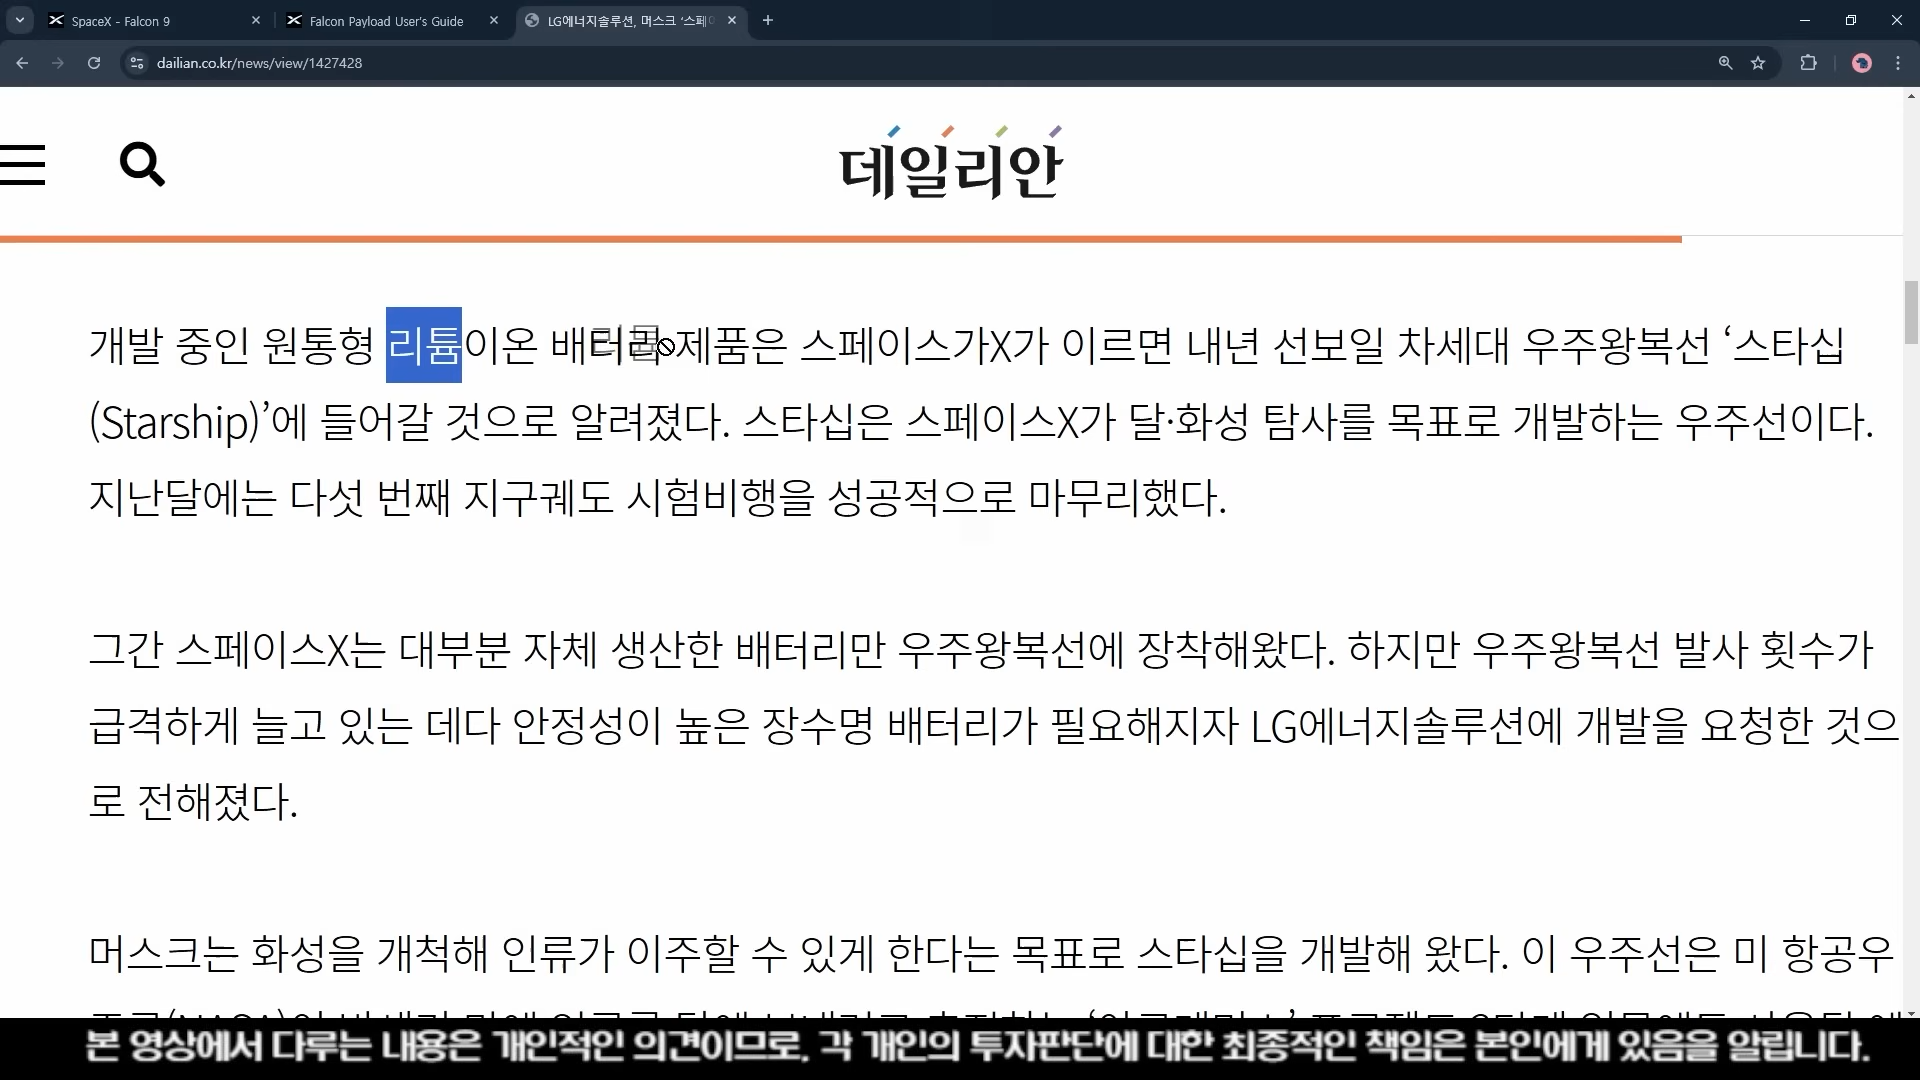 SpaceX - Falcon 9
Falcon Payload User's Guide
LG에너지솔루션, 머스크 ‘스페이
dailian.co.kr/news/view/1427428
데일리안
개발 중인 원통형 리튬이온 배터리 제품은 스페이스가X가 이르면 내년 선보일 차세대 우주왕복선 ‘스타십
(Starship)’에 들어갈 것으로 알려졌다. 스타십은 스페이스X가 달·화성 탐사를 목표로 개발하는 우주선이다.
지난달에는 다섯 번째 지구궤도 시험비행을 성공적으로 마무리했다.
그간 스페이스X는 대부분 자체 생산한 배터리만 우주왕복선에 장착해왔다. 하지만 우주왕복선 발사 횟수가
급격하게 늘고 있는 데다 안정성이 높은 장수명 배터리가 필요해지자 LG에너지솔루션에 개발을 요청한 것으
로 전해졌다.
머스크는 화성을 개척해 인류가 이주할 수 있게 한다는 목표로 스타십을 개발해 왔다. 이 우주선은 미 항공우
본 영상에서 다루는 내용은 개인적인 의견이므로, 각 개인의 투자판단에 대한 최종적인 책임은 본인에게 있음을 알립니다.